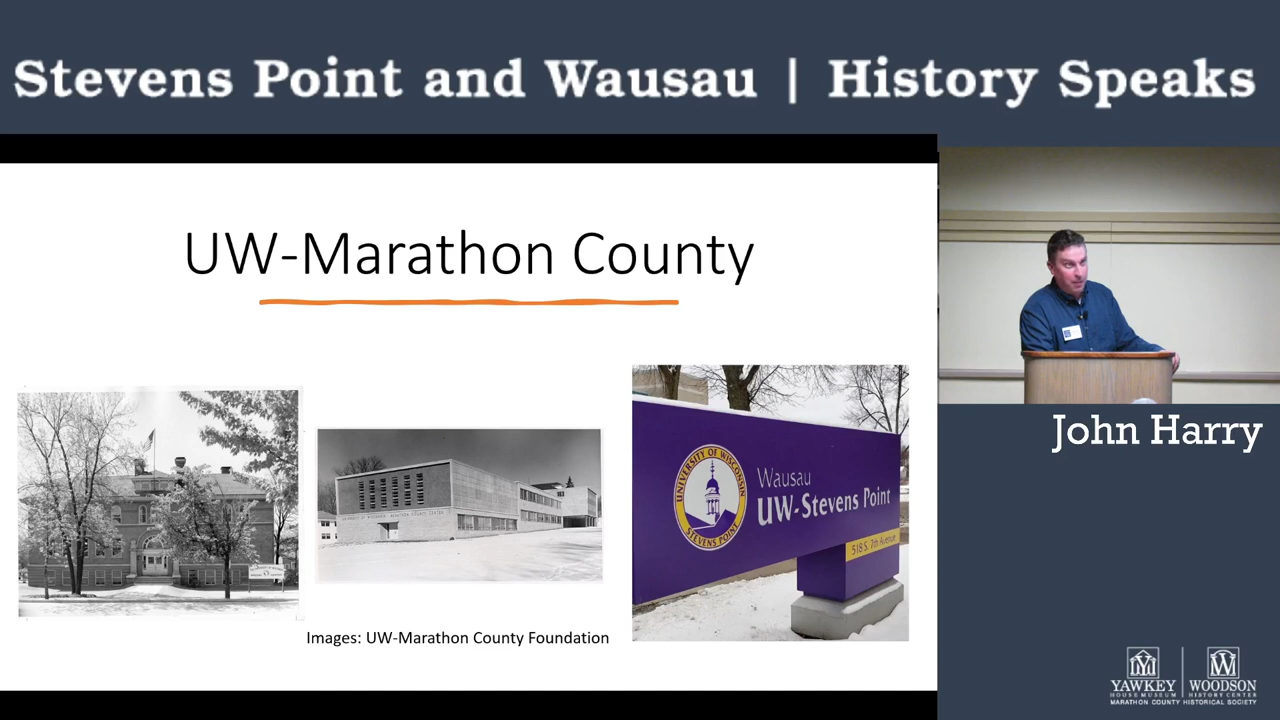 Stevens Point and Wausau | History Speaks
UW-Marathon County
UNIVERSITY OF WISCONSIN
STEVENS POINT
Wausau
UW-Stevens Point
518 S. 7th Avenue
Images: UW-Marathon County Foundation
John Harry
YAWKEY
HOUSE MUSEUM
WOODSON
HISTORY CENTER
MARATHON COUNTY HISTORICAL SOCIETY